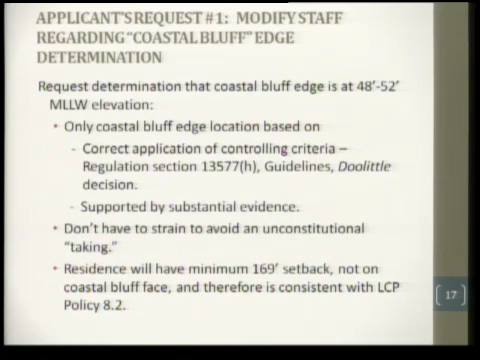 APPLICANT'S REQUEST #1: MODIFY STAFF
REGARDING "COASTAL BLUFF" EDGE
DETERMINATION
Request determination that coastal bluff edge is at 48'-52'
MLLW elevation:
• Only coastal bluff edge location based on
- Correct application of controlling criteria –
Regulation section 13577(h), Guidelines, Doolittle
decision.
- Supported by substantial evidence.
• Don't have to strain to avoid an unconstitutional
"taking."
• Residence will have minimum 169' setback, not on
coastal bluff face, and therefore is consistent with LCP
Policy 8.2.
17